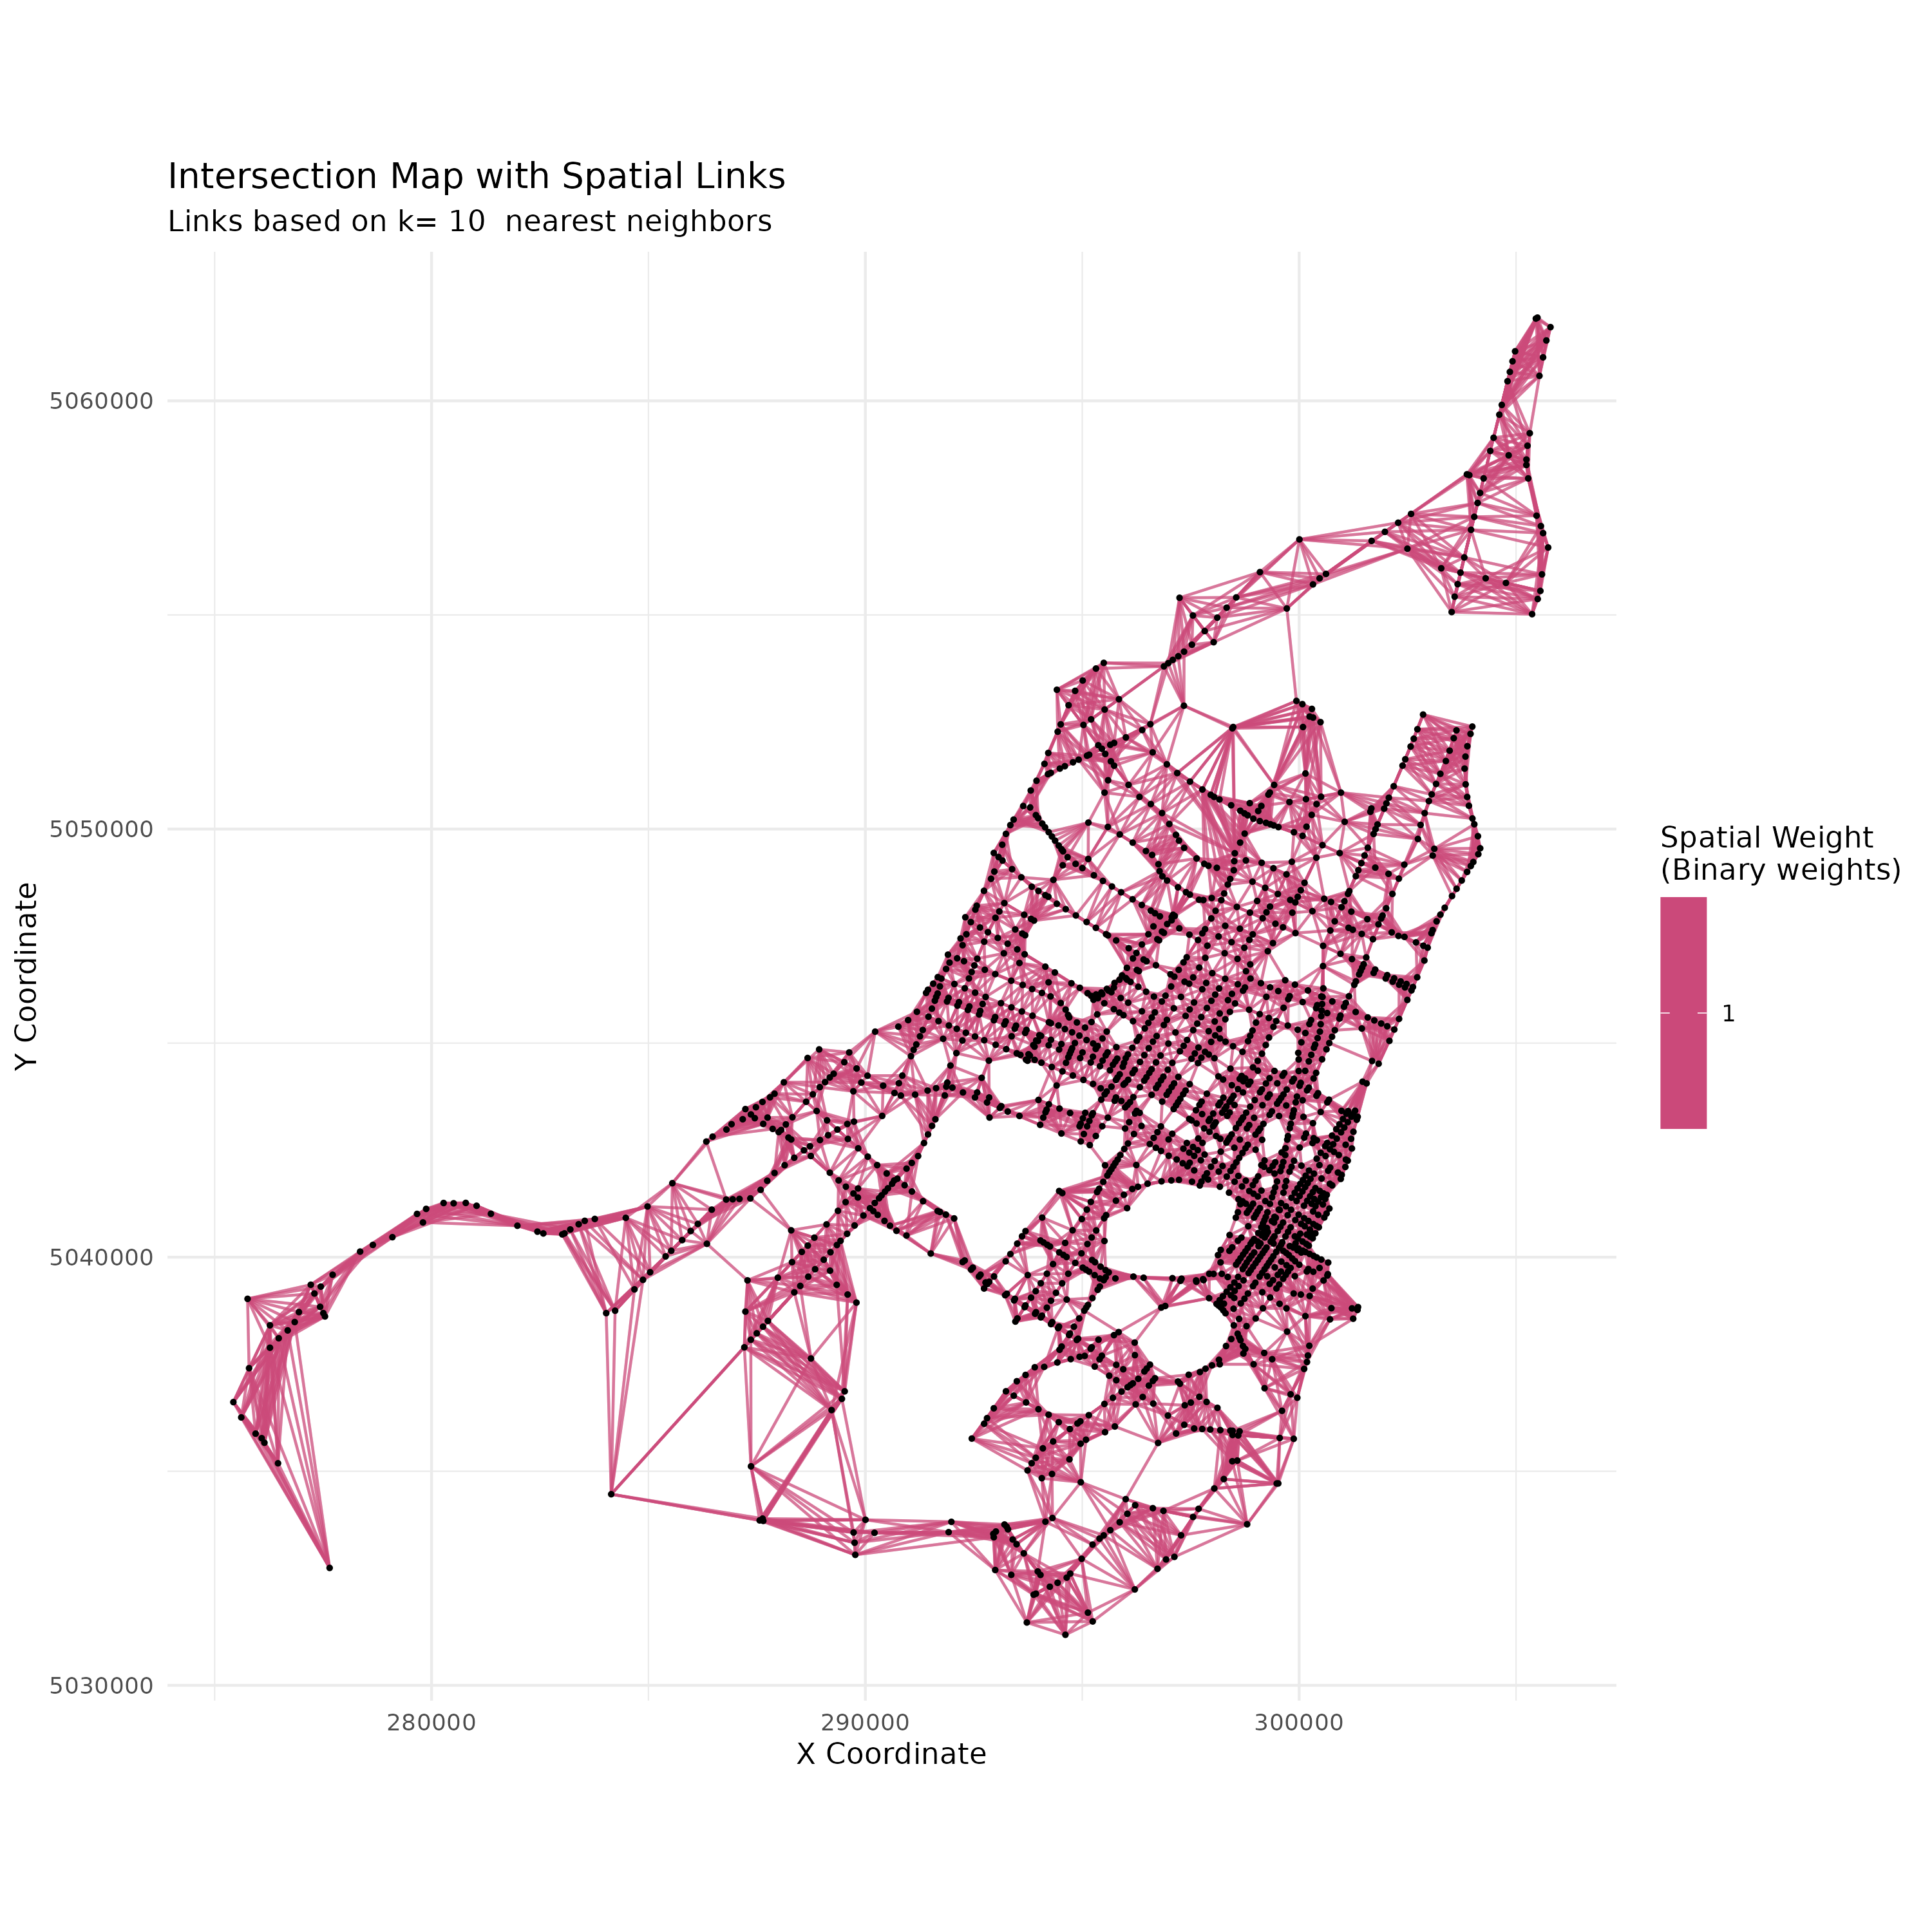 Intersection Map with Spatial Links
Links based on k= 10  nearest neighbors
5060000
5050000
5040000
5030000
Y Coordinate
280000
290000
300000
X Coordinate
Spatial Weight
(Binary weights)
1